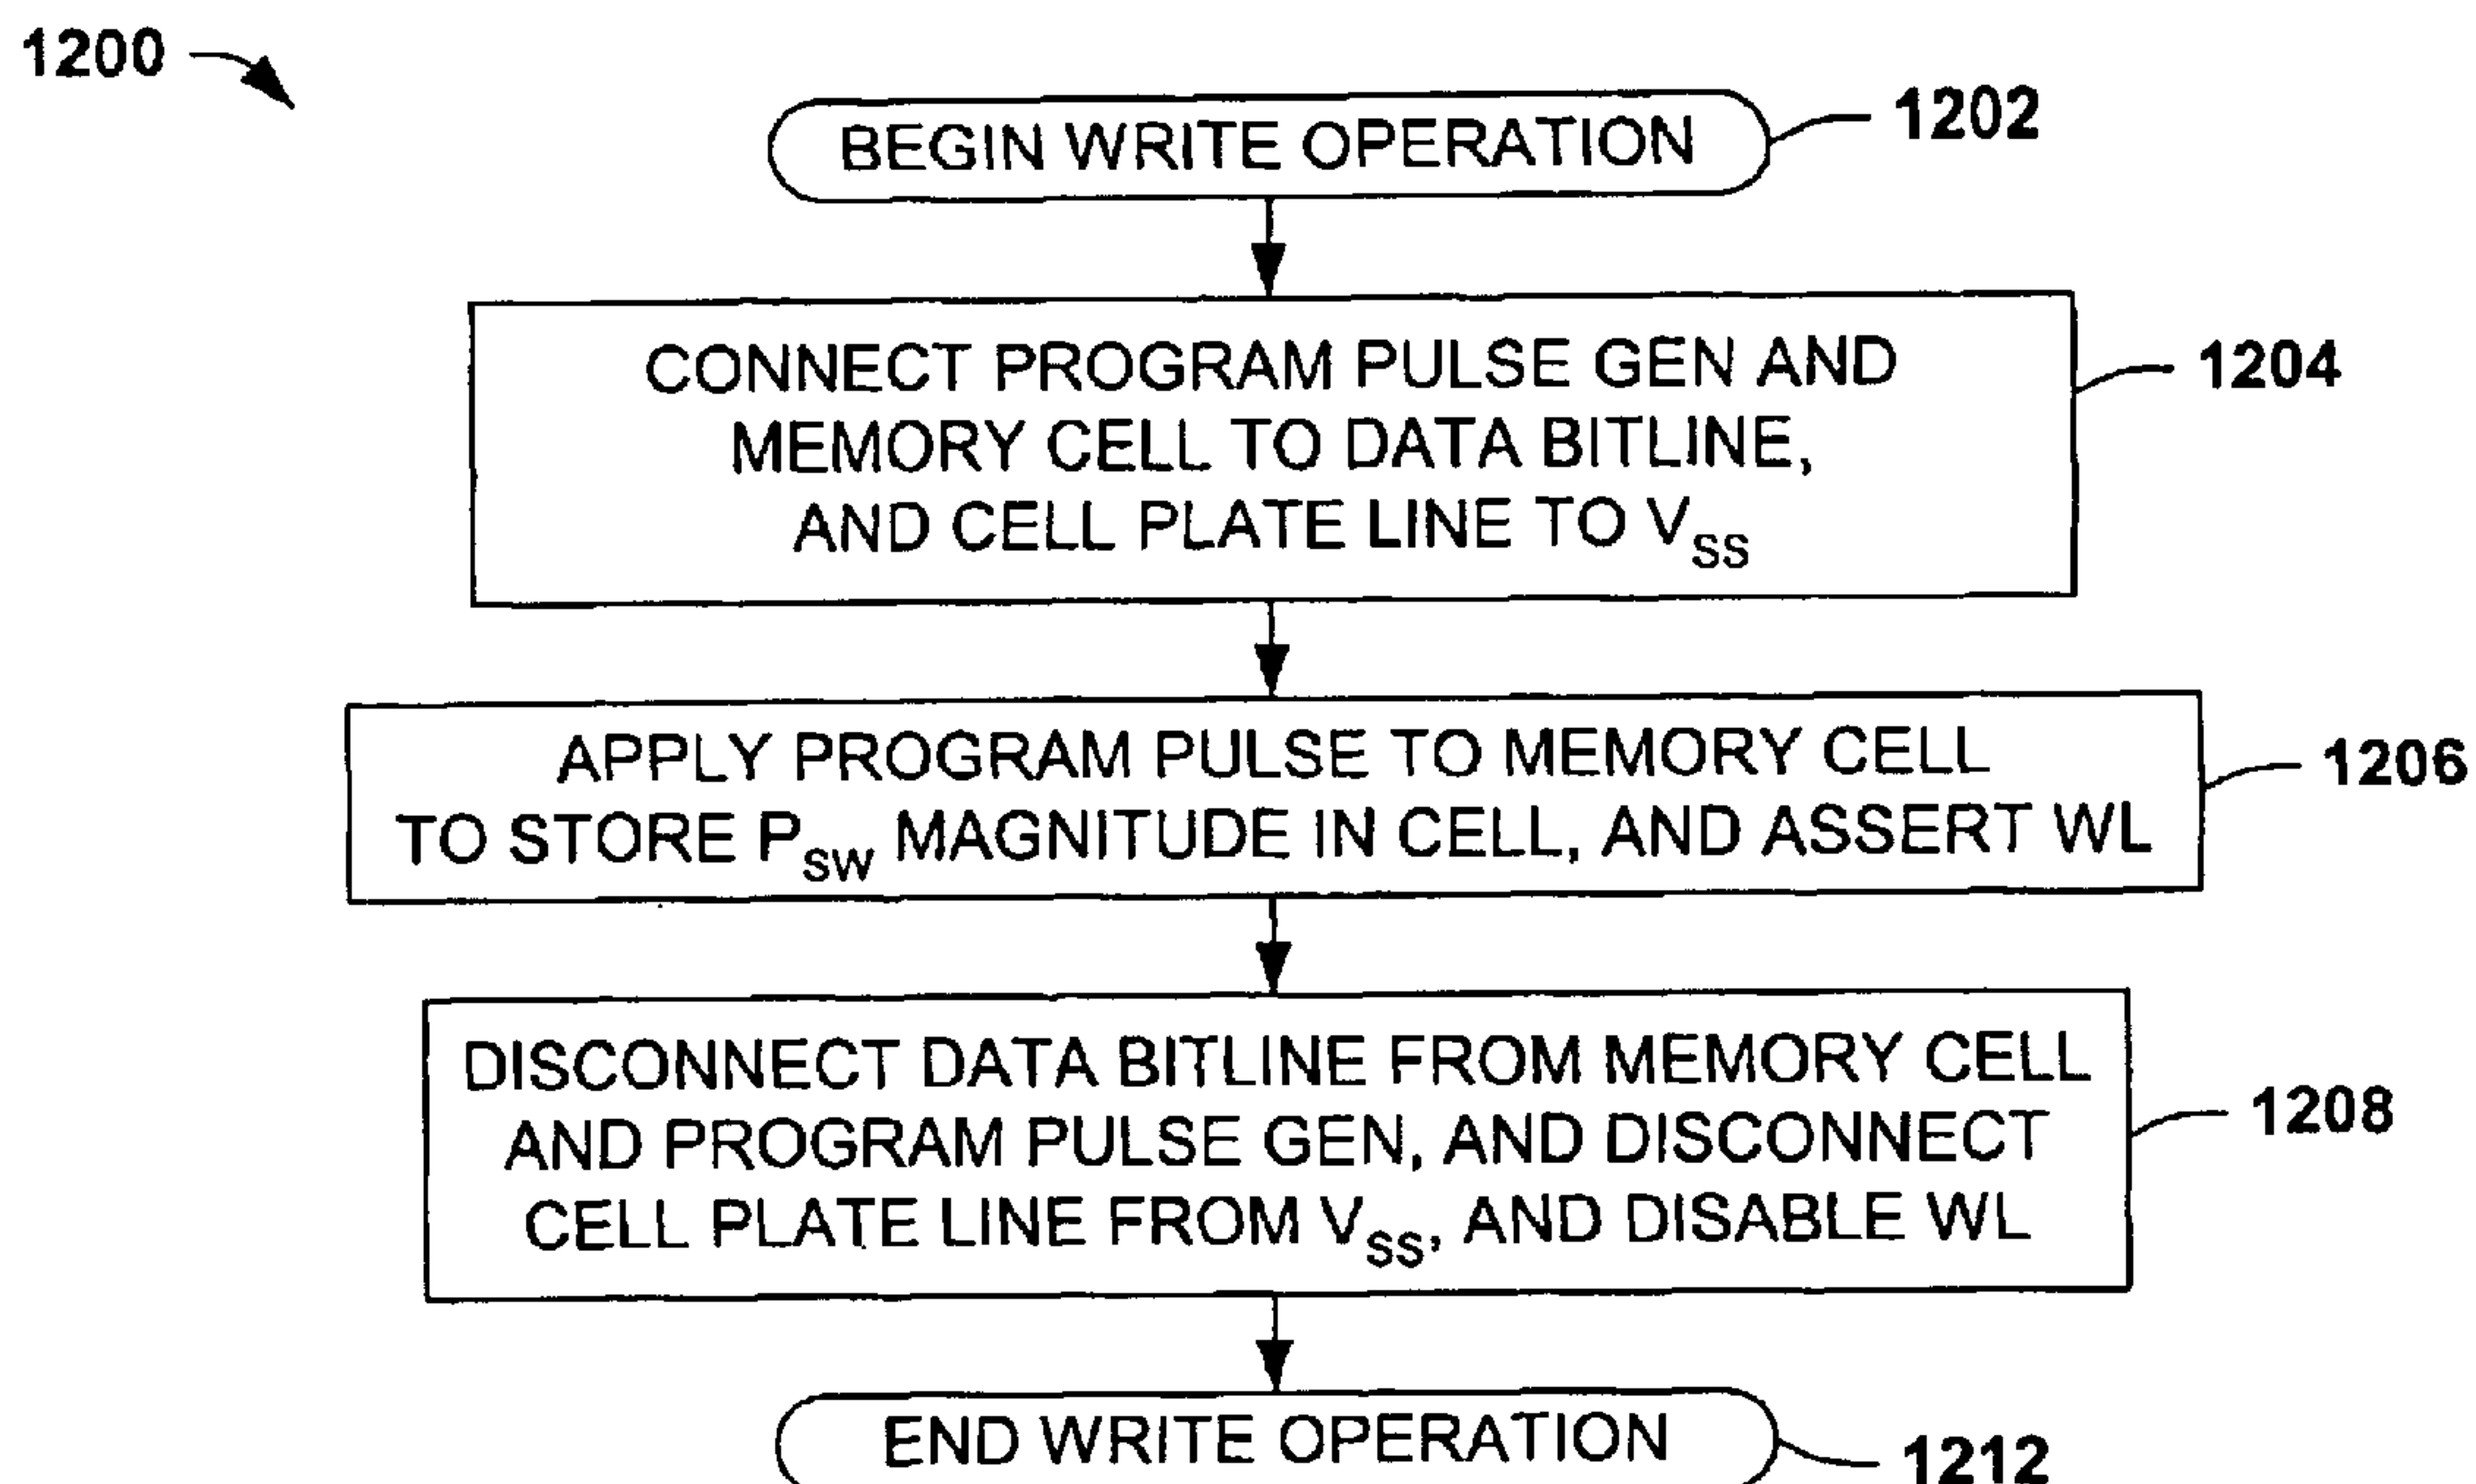 1200
BEGIN WRITE OPERATION
1202
CONNECT PROGRAM PULSE GEN AND
MEMORY CELL TO DATA BITLINE,
AND CELL PLATE LINE TO VSS
1204
APPLY PROGRAM PULSE TO MEMORY CELL
TO STORE PSW MAGNITUDE IN CELL, AND ASSERT WL
1206
DISCONNECT DATA BITLINE FROM MEMORY CELL
AND PROGRAM PULSE GEN, AND DISCONNECT
CELL PLATE LINE FROM VSS, AND DISABLE WL
1208
END WRITE OPERATION
1212